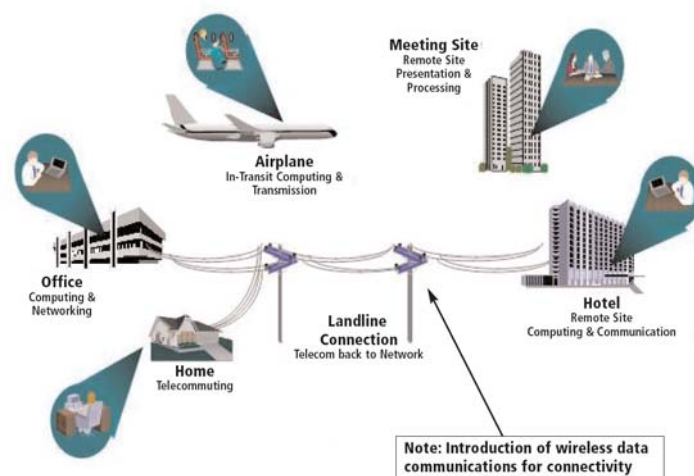 Meeting Site
Remote Site
Presentation &
Processing
Airplane
In-Transit Computing &
Transmission
Office
Computing &
Networking
Hotel
Remote Site
Computing & Communication
Landline
Connection
Telecom back to Network
Home
Telecommuting
Note: Introduction of wireless data
communications for connectivity